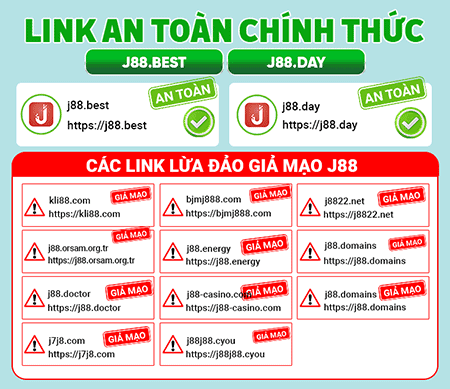 LINK AN TOÀN CHÍNH THỨC
J88.BEST
J88.DAY
j88.best
https://j88.best
AN TOÀN
j88.day
https://j88.day
AN TOÀN
CÁC LINK LỪA ĐẢO GIẢ MẠO J88
kli88.com
https://kli88.com
GIẢ MẠO
bjmj888.com
https://bjmj888.com
GIẢ MẠO
j8822.net
https://j8822.net
GIẢ MẠO
j88.orsam.org.tr
https://j88.orsam.org.tr
GIẢ MẠO
j88.energy
https://j88.energy
GIẢ MẠO
j88.domains
https://j88.domains
GIẢ MẠO
j88.doctor
https://j88.doctor
GIẢ MẠO
j88-casino.com
https://j88-casino.com
GIẢ MẠO
j88.domains
https://j88.domains
GIẢ MẠO
j7j8.com
https://j7j8.com
GIẢ MẠO
j88j88.cyou
https://j88j88.cyou
GIẢ MẠO